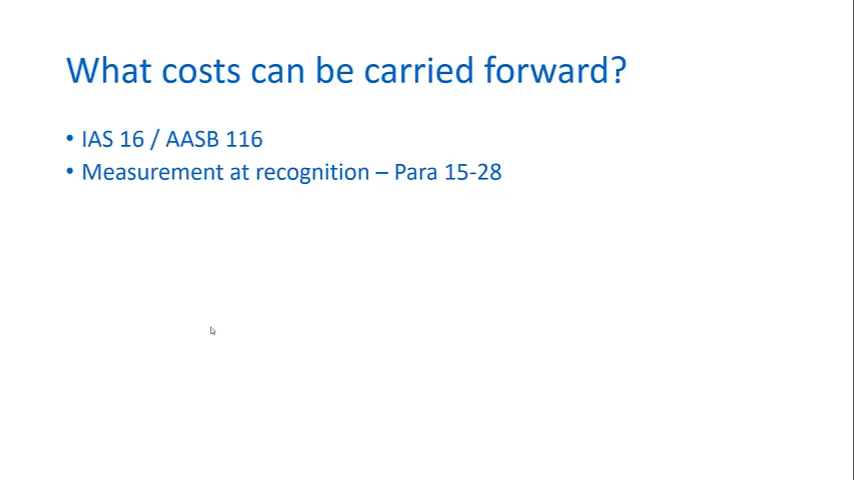 What costs can be carried forward?
• IAS 16 / AASB 116
• Measurement at recognition – Para 15-28